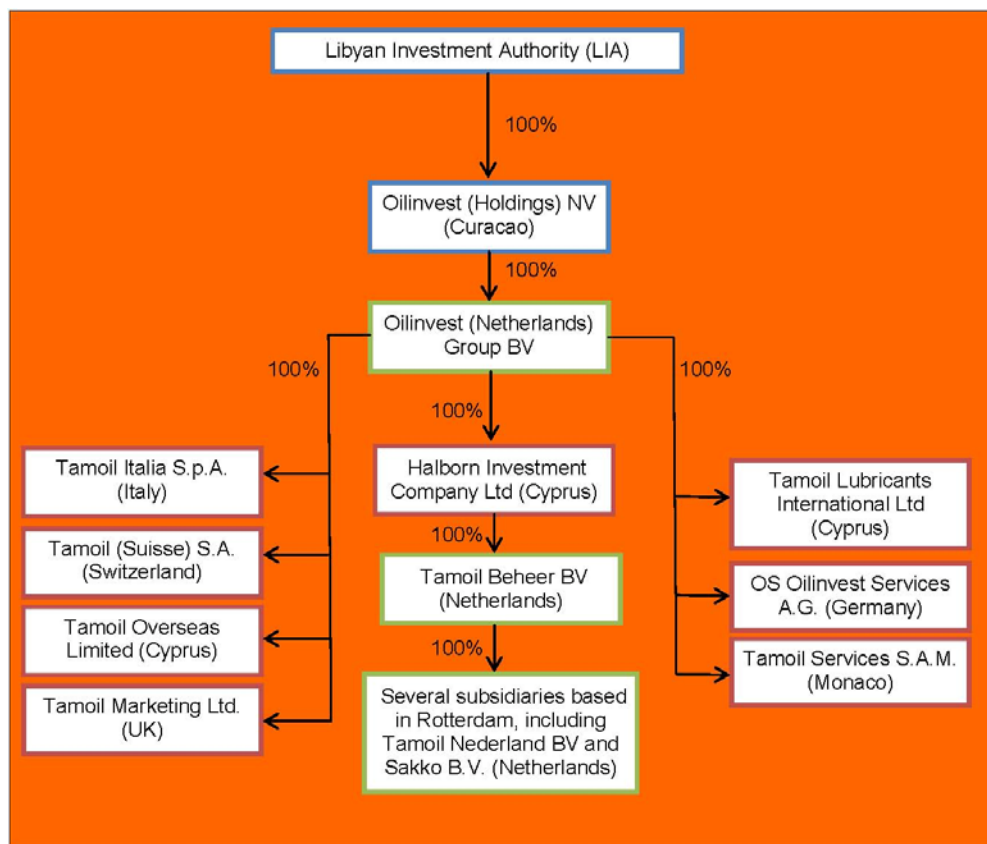 Libyan Investment Authority (LIA)
100%
Oilinvest (Holdings) NV
(Curacao)
100%
Oilinvest (Netherlands)
Group BV
100%
100%
100%
Tamoil Italia S.p.A.
(Italy)
Tamoil (Suisse) S.A.
(Switzerland)
Tamoil Overseas
Limited (Cyprus)
Tamoil Marketing Ltd.
(UK)
Halborn Investment
Company Ltd (Cyprus)
100%
Tamoil Beheer BV
(Netherlands)
100%
Several subsidiaries based
in Rotterdam, including
Tamoil Nederland BV and
Sakko B.V. (Netherlands)
Tamoil Lubricants
International Ltd
(Cyprus)
OS Oilinvest Services
A.G. (Germany)
Tamoil Services S.A.M.
(Monaco)